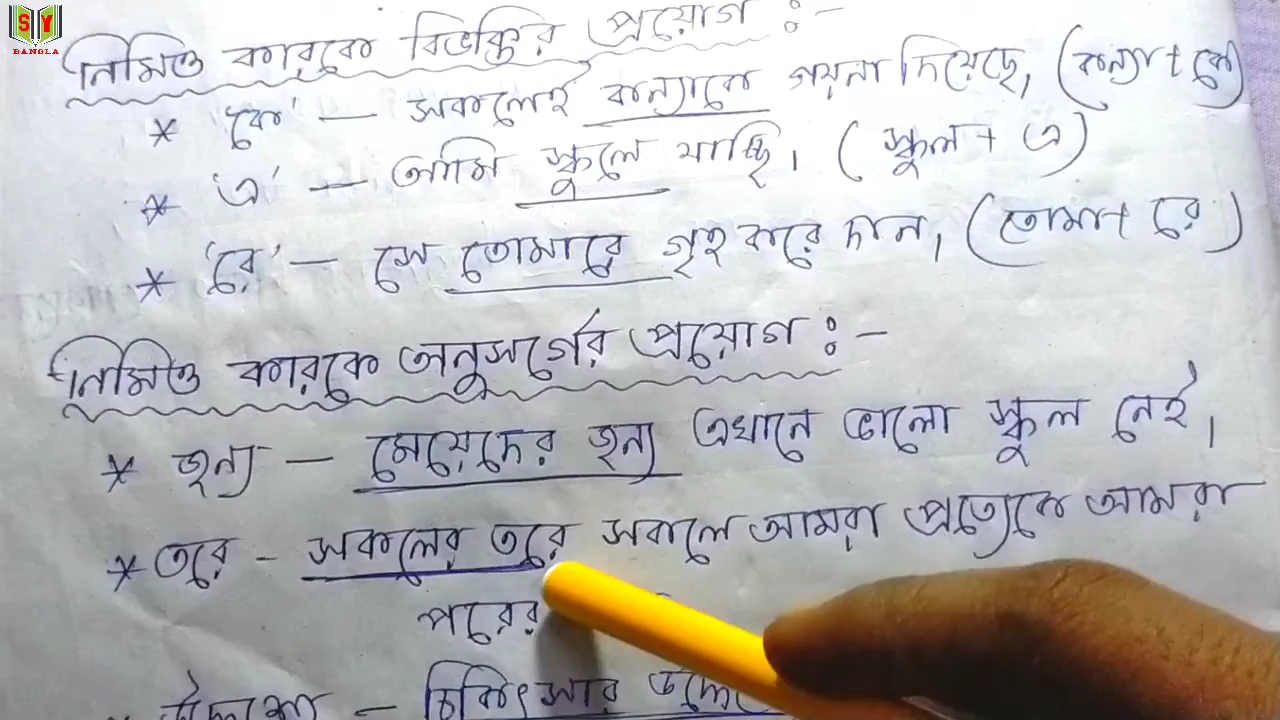 SY
BANGLA
নিমিত্ত কারকে বিভক্তির প্রয়োগ :-
* 'কে' - সকলেই কন্যাকে গয়না দিয়েছে, (কন্যা + কে)
* 'এ' - আমি স্কুলে যাচ্ছি। (স্কুল + এ)
* 'রে' - সে তোমারে গৃহ করে দান, (তোমা + রে)
নিমিত্ত কারকে অনুসর্গের প্রয়োগ :-
* জন্য - মেয়েদের জন্য এখানে ভালো স্কুল নেই।
* তরে - সকলের তরে সকলে আমরা প্রত্যেকে আমরা
পরের
- চিকিৎসার